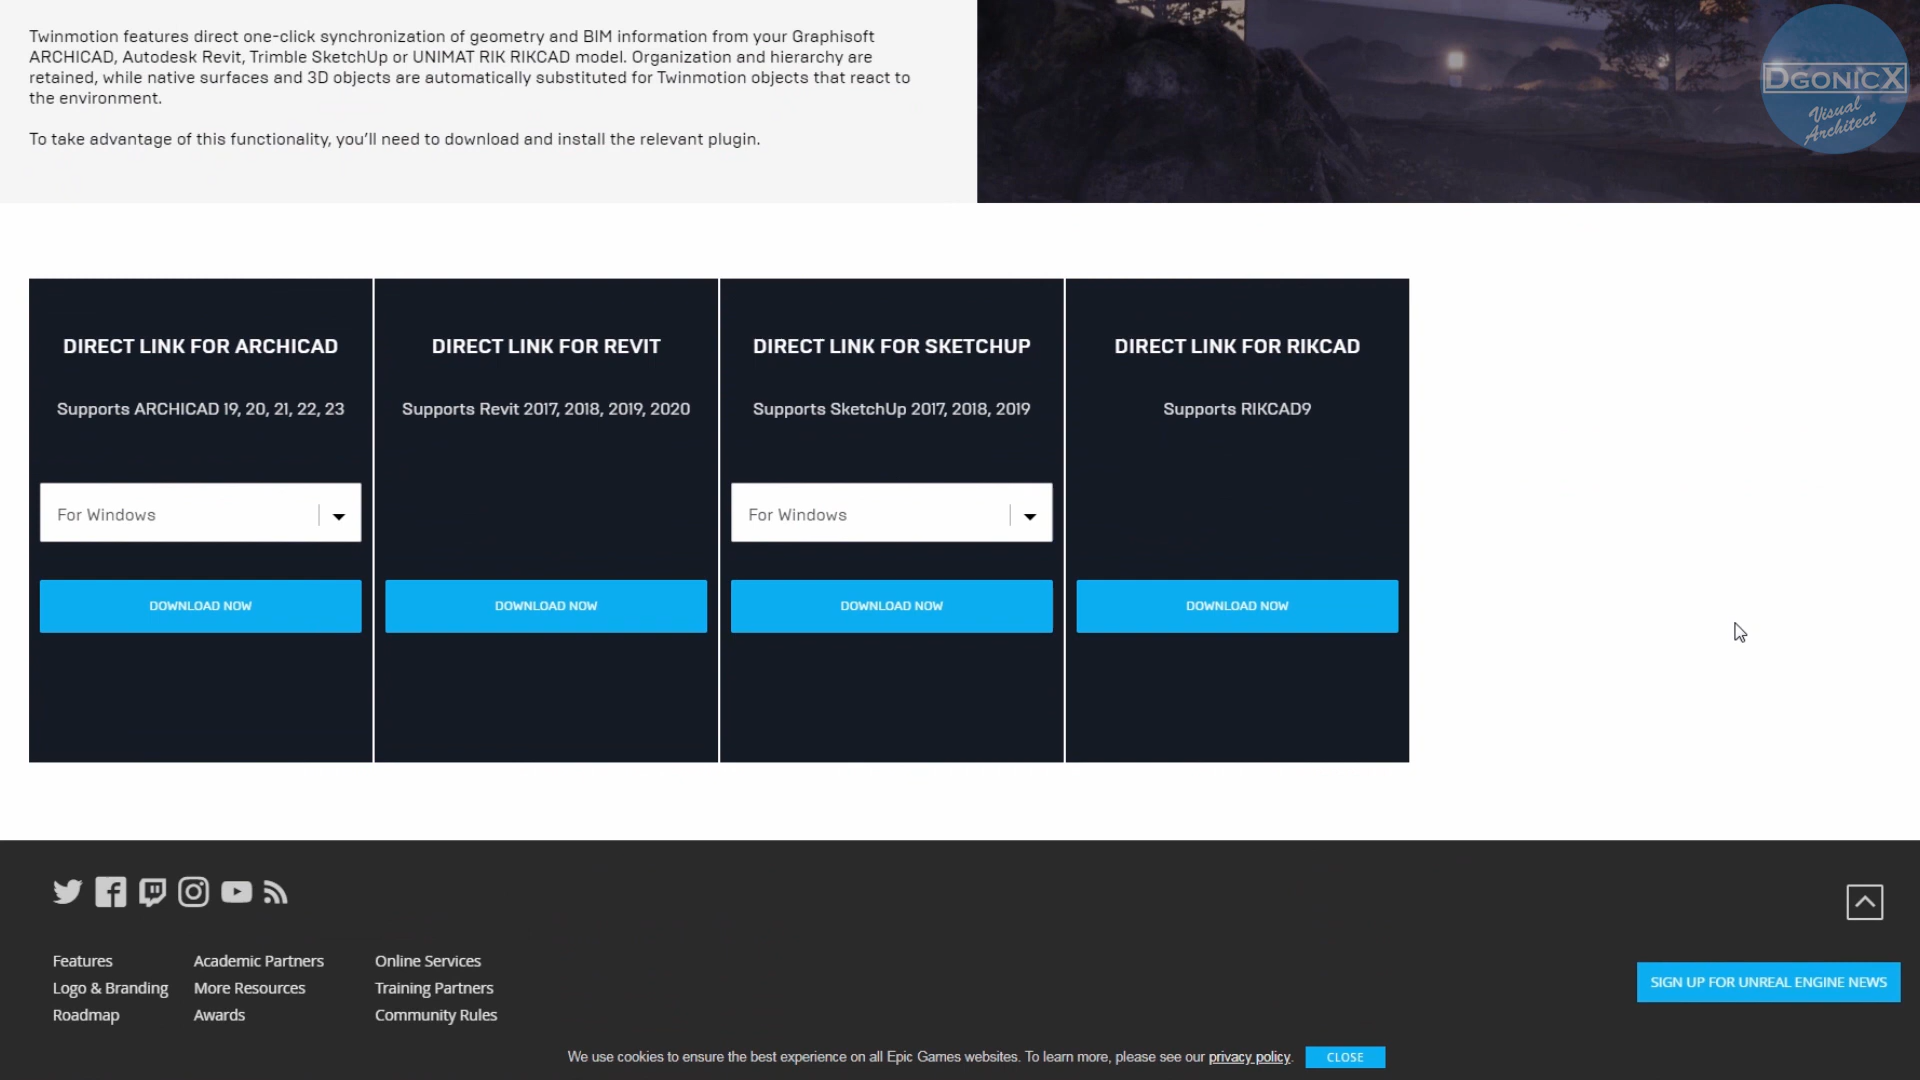 Twinmotion features direct one-click synchronization of geometry and BIM information from your Graphisoft
ARCHICAD, Autodesk Revit, Trimble SketchUp or UNIMAT RIK RIKCAD model. Organization and hierarchy are
retained, while native surfaces and 3D objects are automatically substituted for Twinmotion objects that react to
the environment.
To take advantage of this functionality, you’ll need to download and install the relevant plugin.
DGONICX
Visual
Architect
DIRECT LINK FOR ARCHICAD
Supports ARCHICAD 19, 20, 21, 22, 23
For Windows
DOWNLOAD NOW
DIRECT LINK FOR REVIT
Supports Revit 2017, 2018, 2019, 2020
DOWNLOAD NOW
DIRECT LINK FOR SKETCHUP
Supports SketchUp 2017, 2018, 2019
For Windows
DOWNLOAD NOW
DIRECT LINK FOR RIKCAD
Supports RIKCAD9
DOWNLOAD NOW
Features
Logo & Branding
Roadmap
Academic Partners
More Resources
Awards
Online Services
Training Partners
Community Rules
SIGN UP FOR UNREAL ENGINE NEWS
We use cookies to ensure the best experience on all Epic Games websites. To learn more, please see our privacy policy.
CLOSE